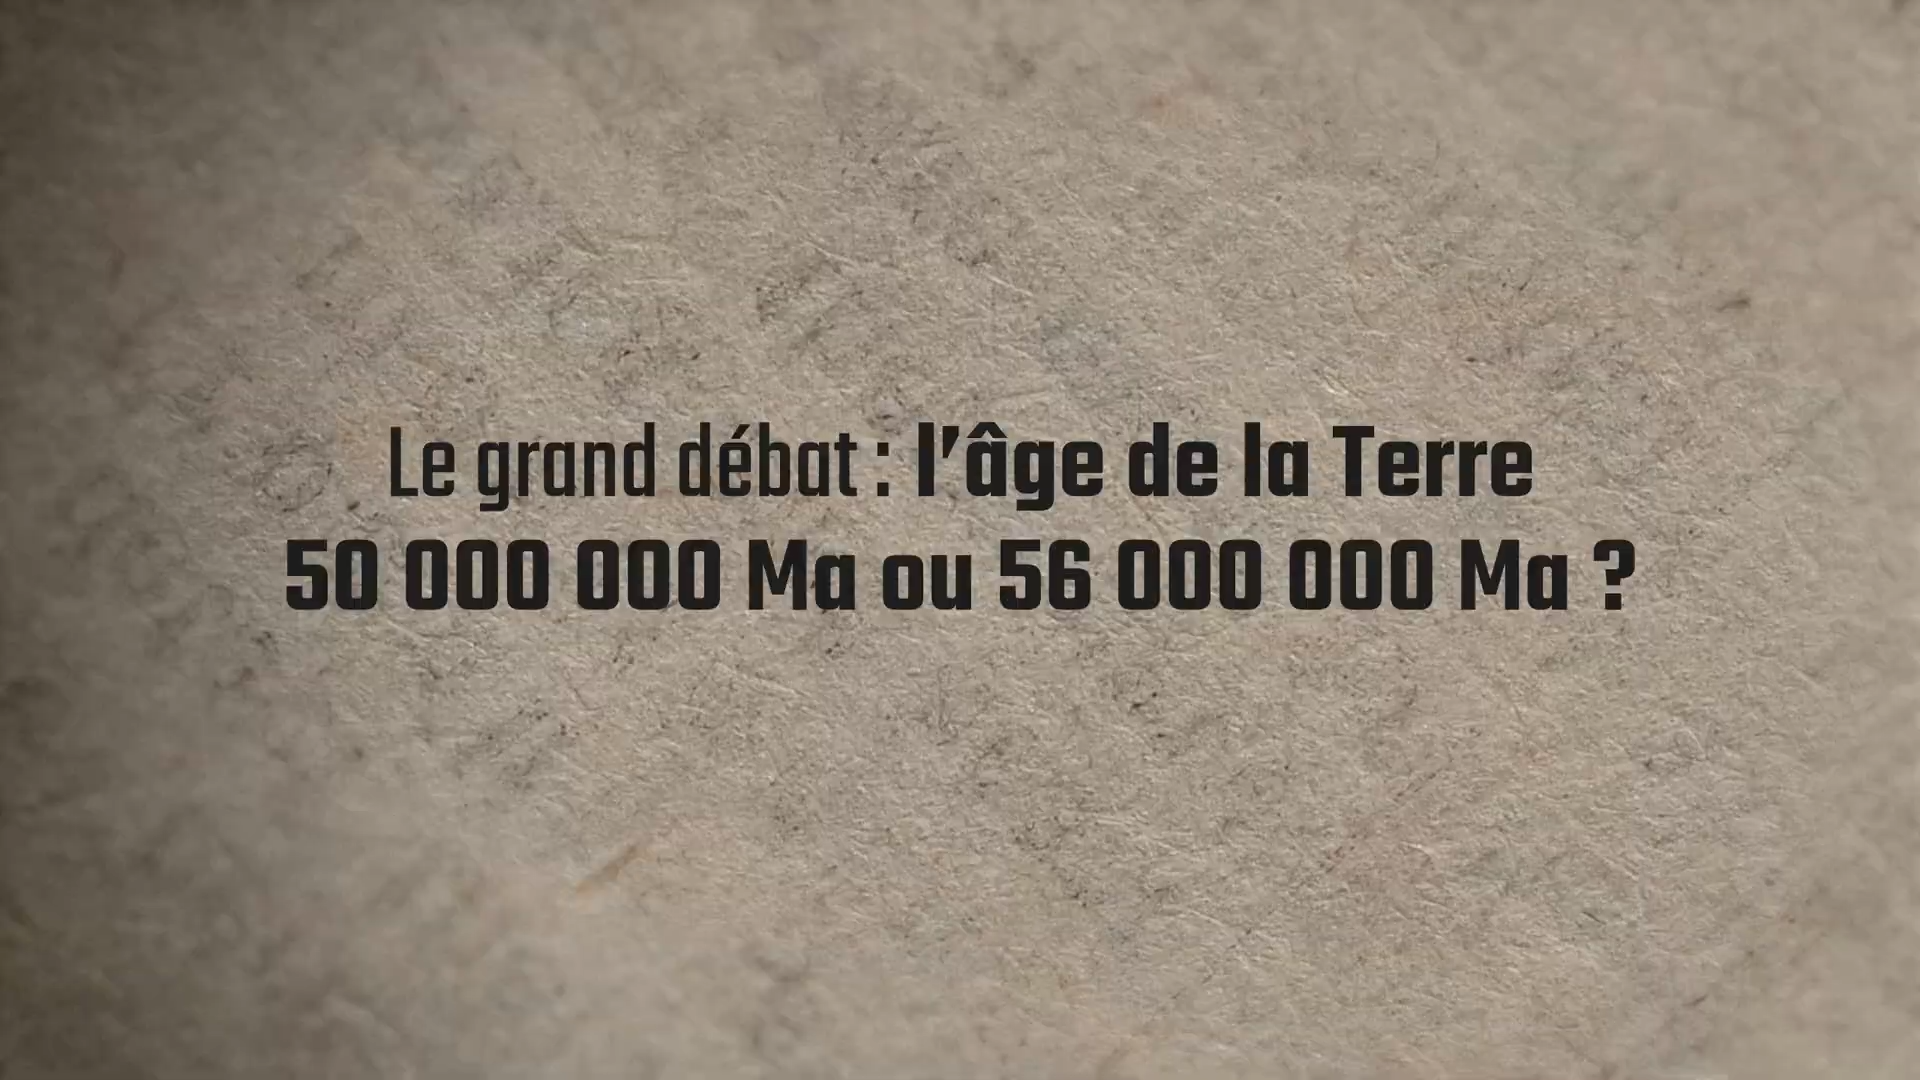 Le grand débat : l’âge de la Terre
50 000 000 Ma ou 56 000 000 Ma ?